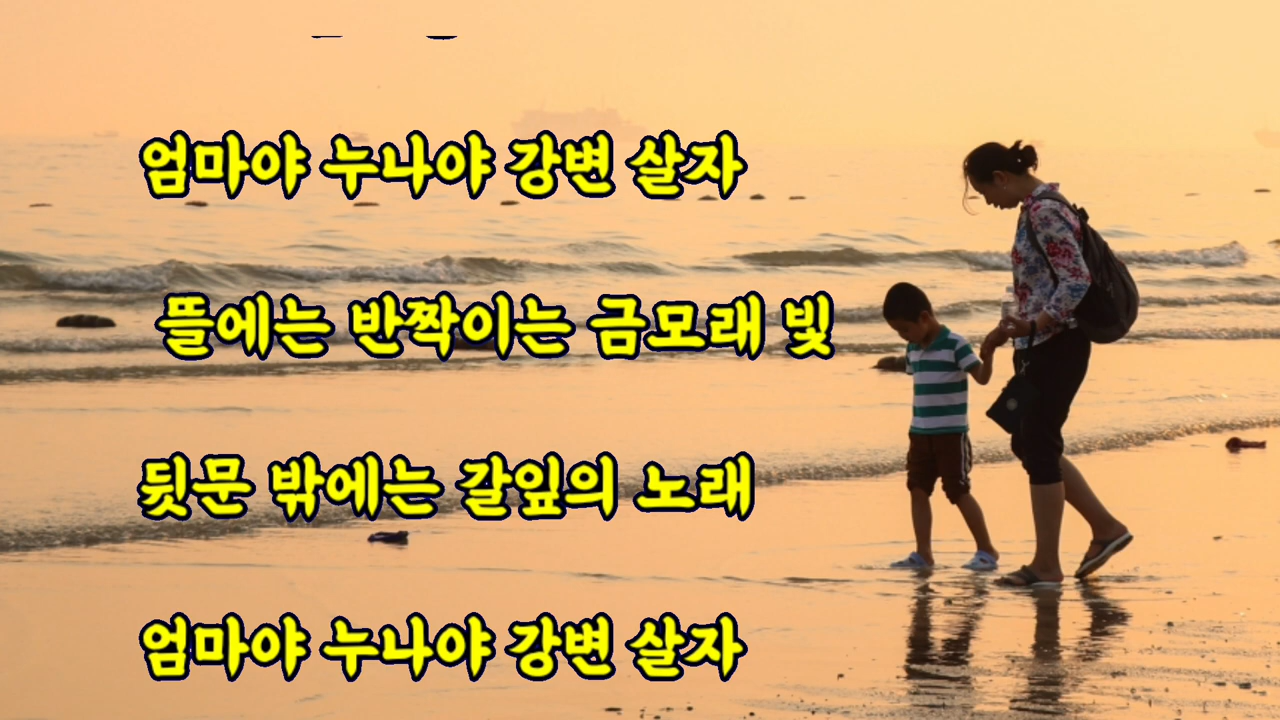 엄마야 누나야 강변 살자
뜰에는 반짝이는 금모래 빛
뒷문 밖에는 갈잎의 노래
엄마야 누나야 강변 살자